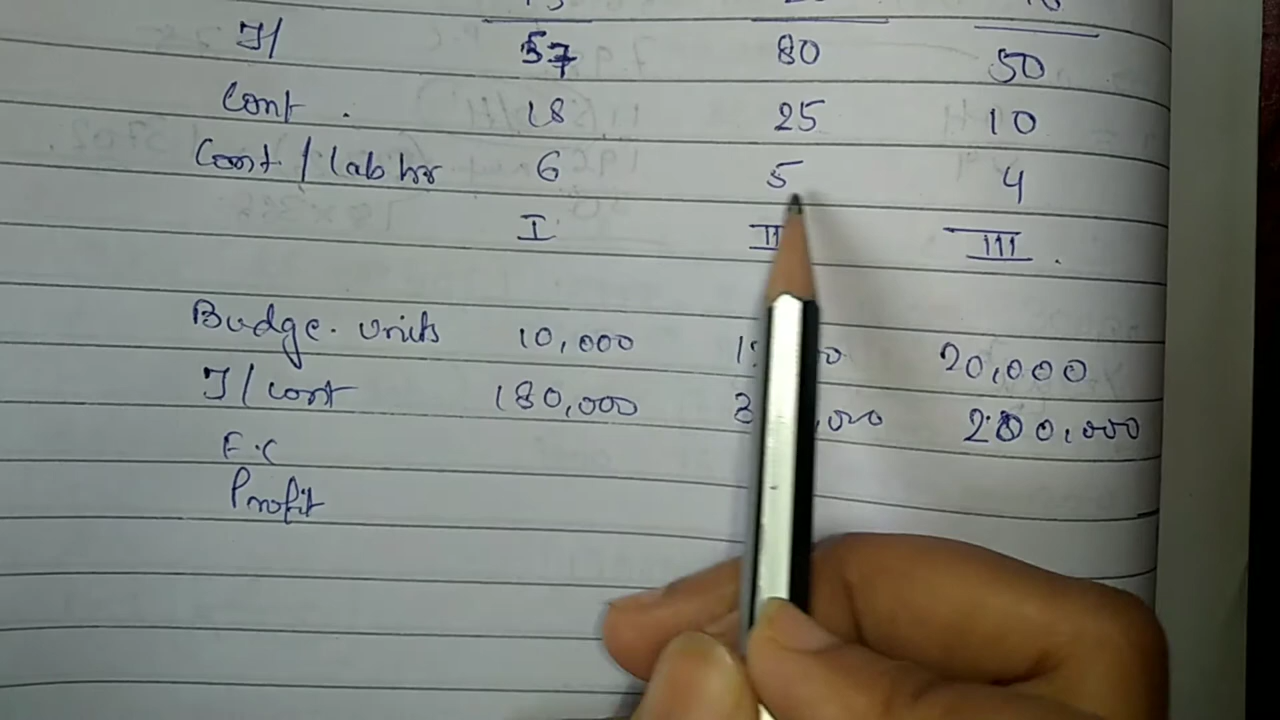 T/ 57 80 50
Cont. 18 25 10
Cont / lab hr 6 5 4
I II III.
Budge. units 10,000 20,000
T/ cont 180,000 200,000
F.C
Profit